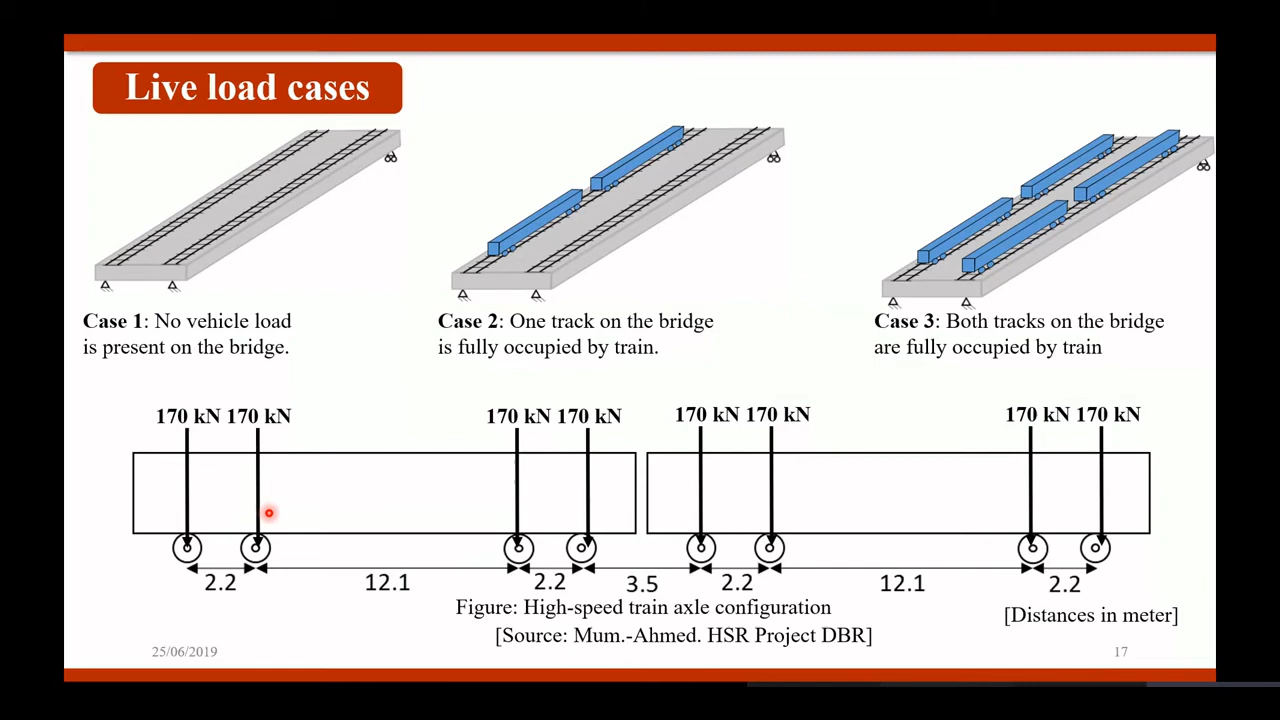 Live load cases
Case 1: No vehicle load
is present on the bridge.
Case 2: One track on the bridge
is fully occupied by train.
Case 3: Both tracks on the bridge
are fully occupied by train
170 kN 170 kN 170 kN 170 kN 170 kN 170 kN 170 kN 170 kN
2.2 12.1 2.2 3.5 2.2 12.1 2.2
Figure: High-speed train axle configuration
[Distances in meter]
[Source: Mum.-Ahmed. HSR Project DBR]
25/06/2019 17